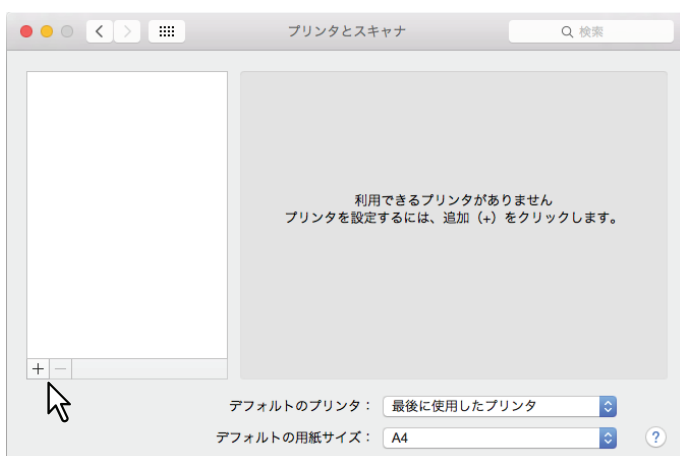 プリンタとスキャナ
検索
利用できるプリンタがありません
プリンタを設定するには、追加（+）をクリックします。
+ −
デフォルトのプリンタ： 最後に使用したプリンタ
デフォルトの用紙サイズ： A4 ?